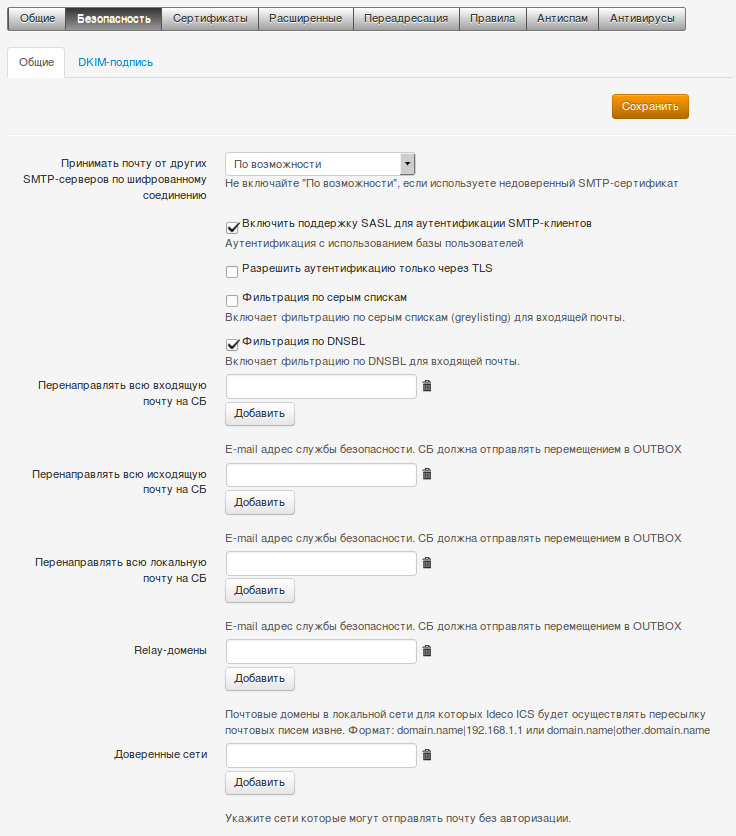 Общие Безопасность Сертификаты Расширенные Переадресация Правила Антиспам Антивирусы
Общие DKIM-подпись
Сохранить
Принимать почту от других
SMTP-серверов по шифрованному
соединению
По возможности
Не включайте "По возможности", если используете недоверенный SMTP-сертификат
Включить поддержку SASL для аутентификации SMTP-клиентов
Аутентификация с использованием базы пользователей
Разрешить аутентификацию только через TLS
Фильтрация по серым спискам
Включает фильтрацию по серым спискам (greylisting) для входящей почты.
Фильтрация по DNSBL
Включает фильтрацию по DNSBL для входящей почты.
Перенаправлять всю входящую
почту на СБ
Добавить
E-mail адрес службы безопасности. СБ должна отправлять перемещением в OUTBOX
Перенаправлять всю исходящую
почту на СБ
Добавить
E-mail адрес службы безопасности. СБ должна отправлять перемещением в OUTBOX
Перенаправлять всю локальную
почту на СБ
Добавить
E-mail адрес службы безопасности. СБ должна отправлять перемещением в OUTBOX
Relay-домены
Добавить
Почтовые домены в локальной сети для которых Ideco ICS будет осуществлять пересылку
почтовых писем извне. Формат: domain.name|192.168.1.1 или domain.name|other.domain.name
Доверенные сети
Добавить
Укажите сети которые могут отправлять почту без авторизации.